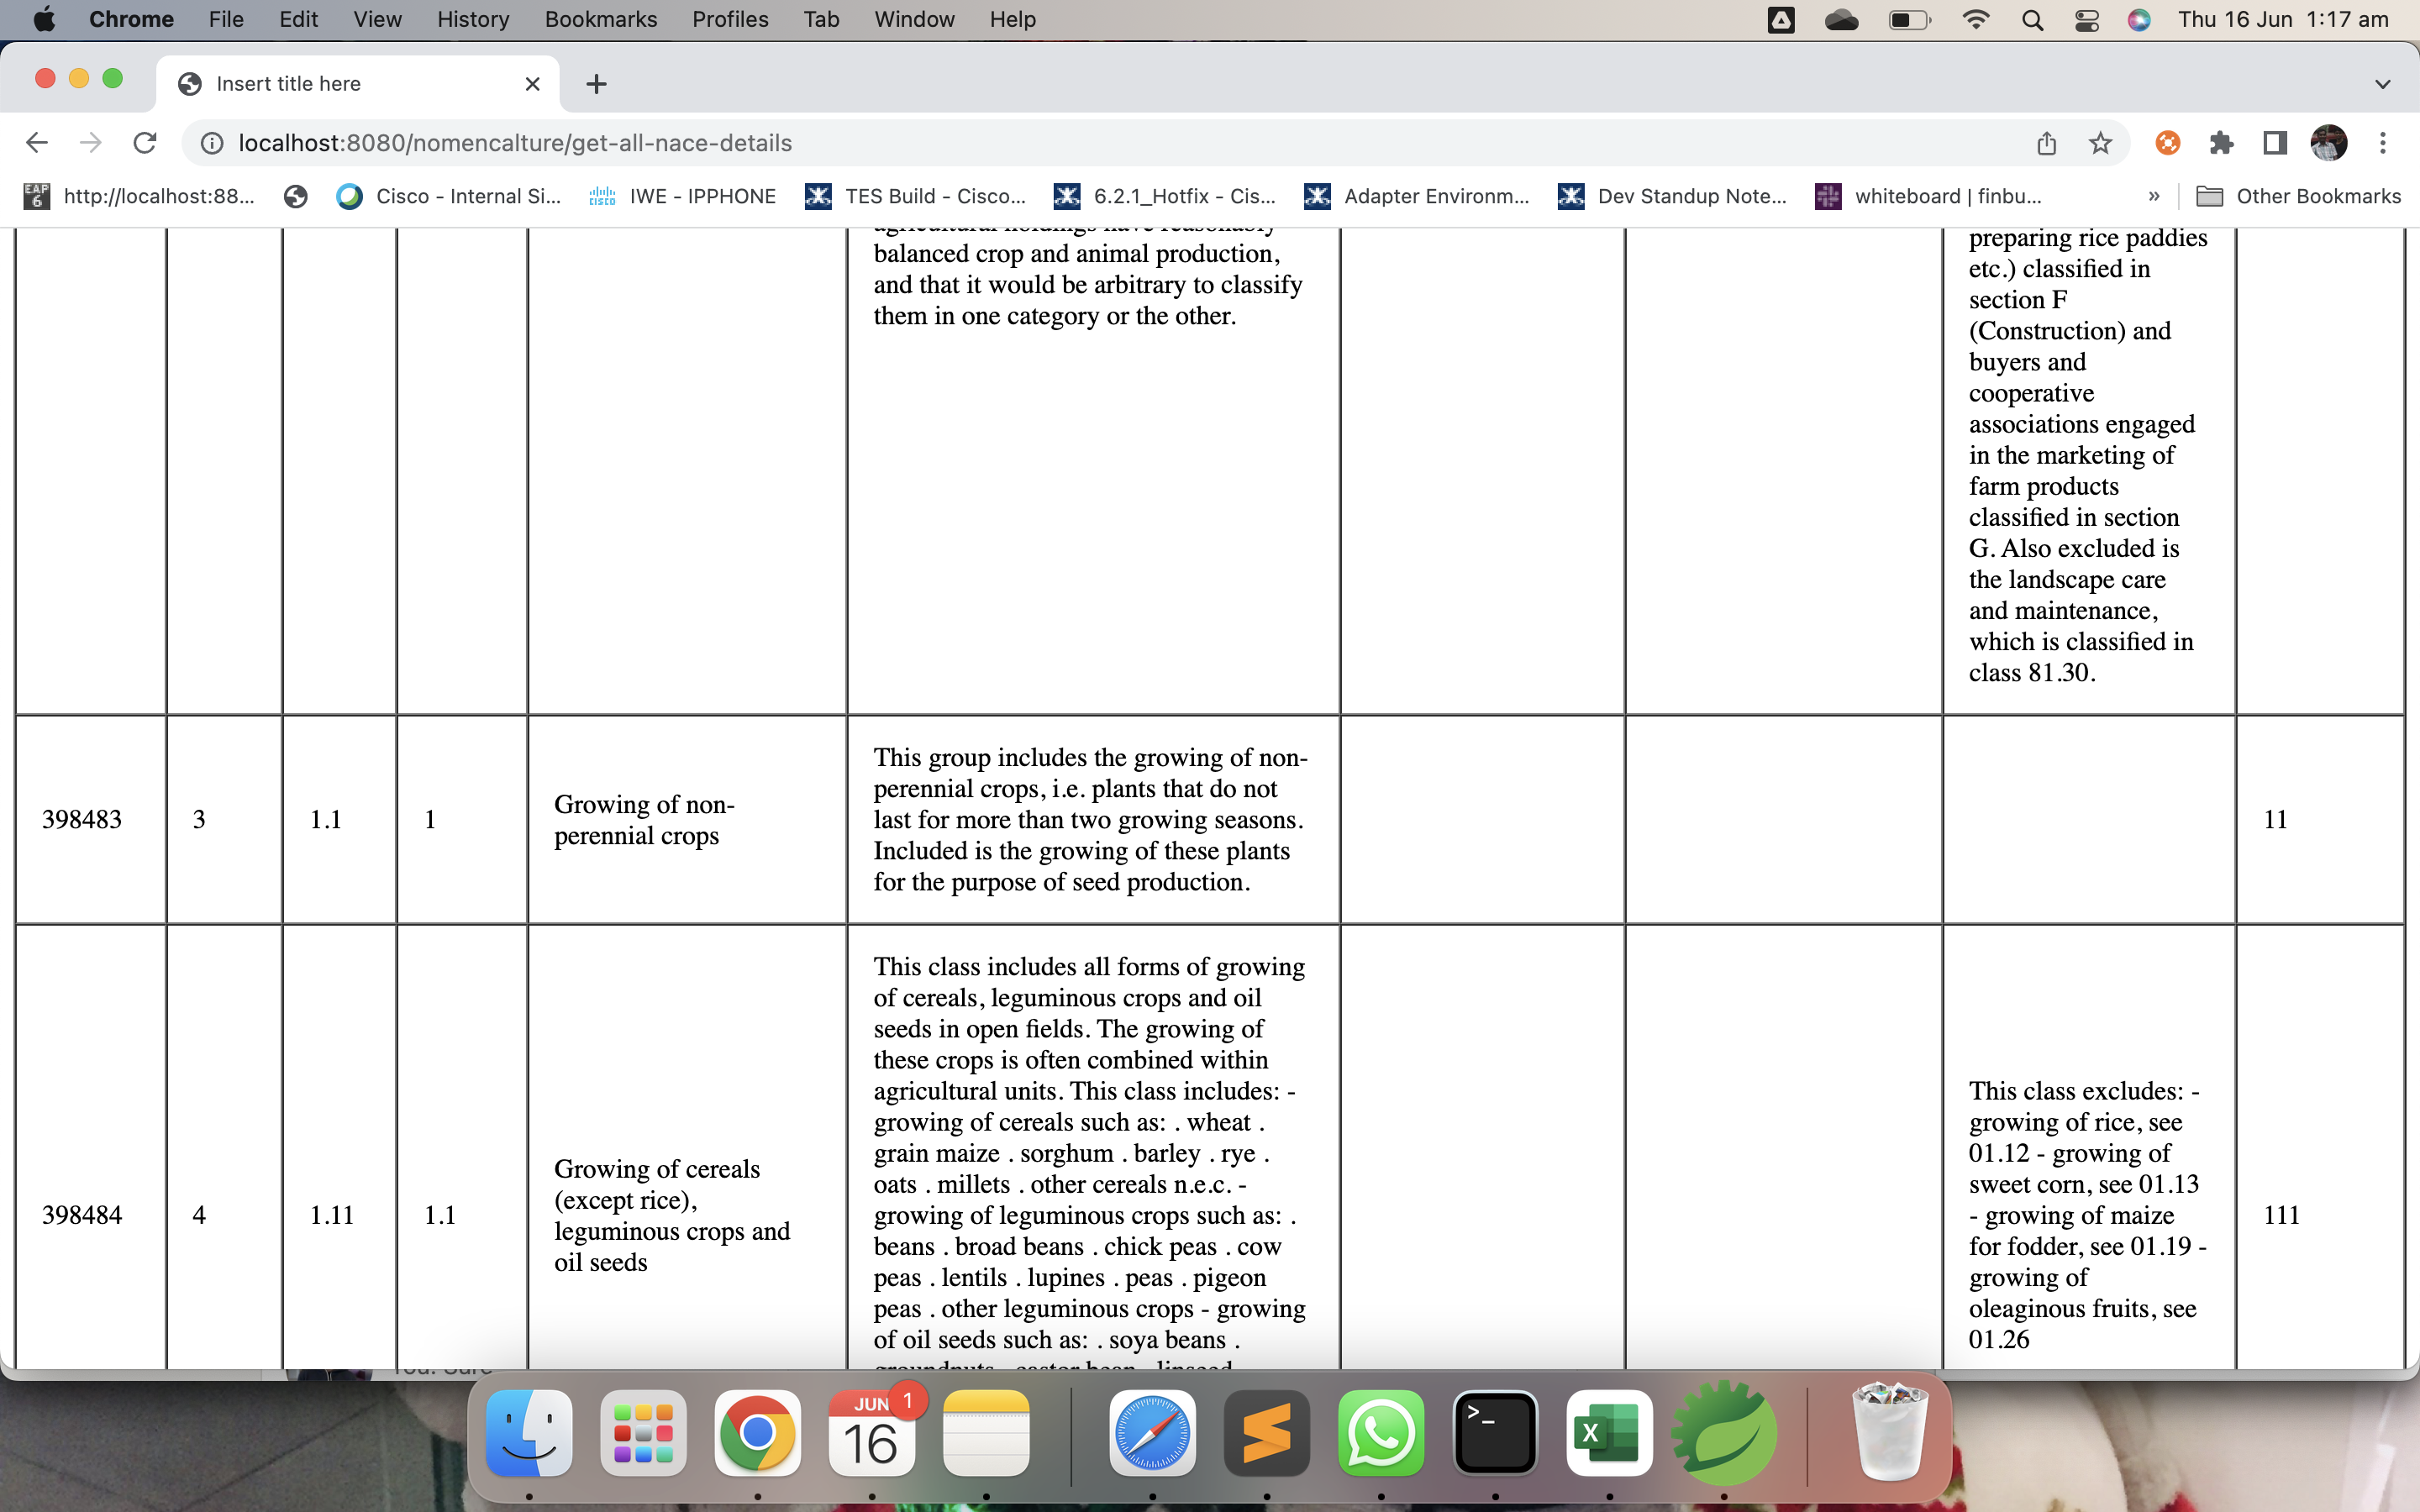 Chrome File Edit View History Bookmarks Profiles Tab Window Help Thu 16 Jun 1:17 am
Insert title here
localhost:8080/nomencalture/get-all-nace-details
EAP 6 http://localhost:88... Cisco - Internal Si... cisco IWE - IPPHONE TES Build - Cisco... 6.2.1_Hotfix - Cis... Adapter Environm... Dev Standup Note... whiteboard | finbu... » Other Bookmarks
agricultural holdings have reasonably
balanced crop and animal production,
and that it would be arbitrary to classify
them in one category or the other.
preparing rice paddies
etc.) classified in
section F
(Construction) and
buyers and
cooperative
associations engaged
in the marketing of
farm products
classified in section
G. Also excluded is
the landscape care
and maintenance,
which is classified in
class 81.30.
398483
3
1.1
1
Growing of non-
perennial crops
This group includes the growing of non-
perennial crops, i.e. plants that do not
last for more than two growing seasons.
Included is the growing of these plants
for the purpose of seed production.
11
398484
4
1.11
1.1
Growing of cereals
(except rice),
leguminous crops and
oil seeds
This class includes all forms of growing
of cereals, leguminous crops and oil
seeds in open fields. The growing of
these crops is often combined within
agricultural units. This class includes: -
growing of cereals such as: . wheat .
grain maize . sorghum . barley . rye .
oats . millets . other cereals n.e.c. -
growing of leguminous crops such as: .
beans . broad beans . chick peas . cow
peas . lentils . lupines . peas . pigeon
peas . other leguminous crops - growing
of oil seeds such as: . soya beans .
groundnuts . castor bean . linseed
This class excludes: -
growing of rice, see
01.12 - growing of
sweet corn, see 01.13
- growing of maize
for fodder, see 01.19 -
growing of
oleaginous fruits, see
01.26
111
You: Sure
JUN
16
1
>_
X